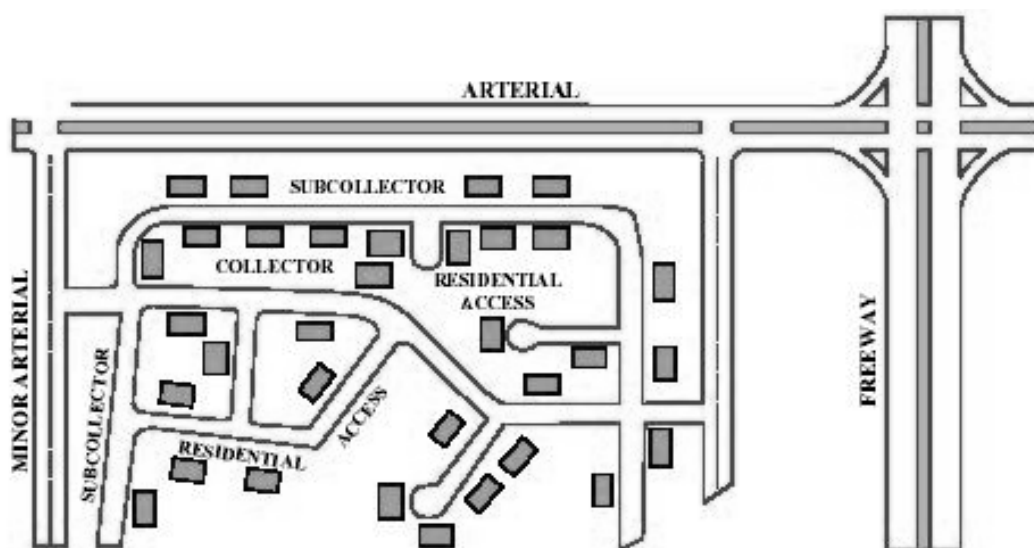 ARTERIAL
SUBCOLLECTOR
COLLECTOR
RESIDENTIAL
ACCESS
MINOR ARTERIAL
SUBCOLLECTOR
RESIDENTIAL
ACCESS
FREEWAY